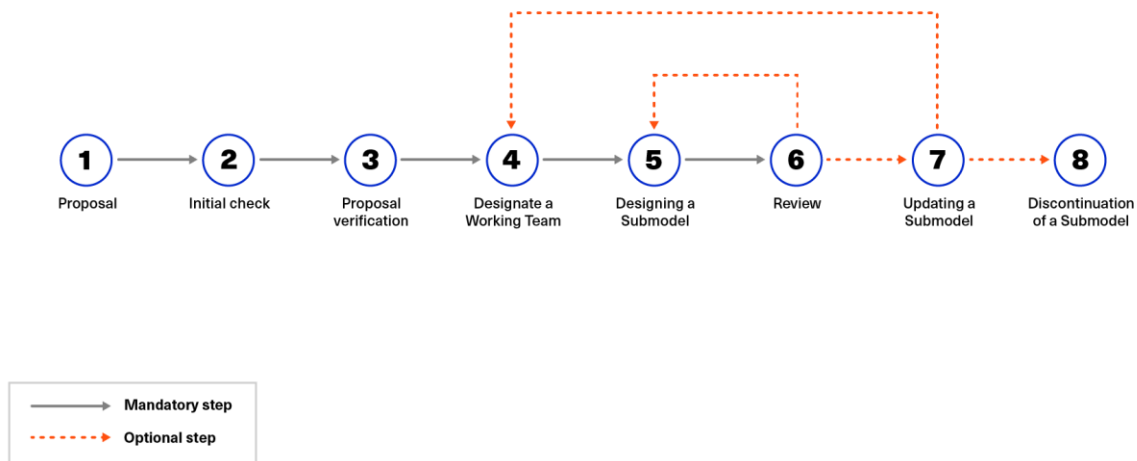 1
2
3
4
5
6
7
8
Proposal
Initial check
Proposal
verification
Designate a
Working Team
Designing a
Submodel
Review
Updating a
Submodel
Discontinuation
of a Submodel
Mandatory step
Optional step